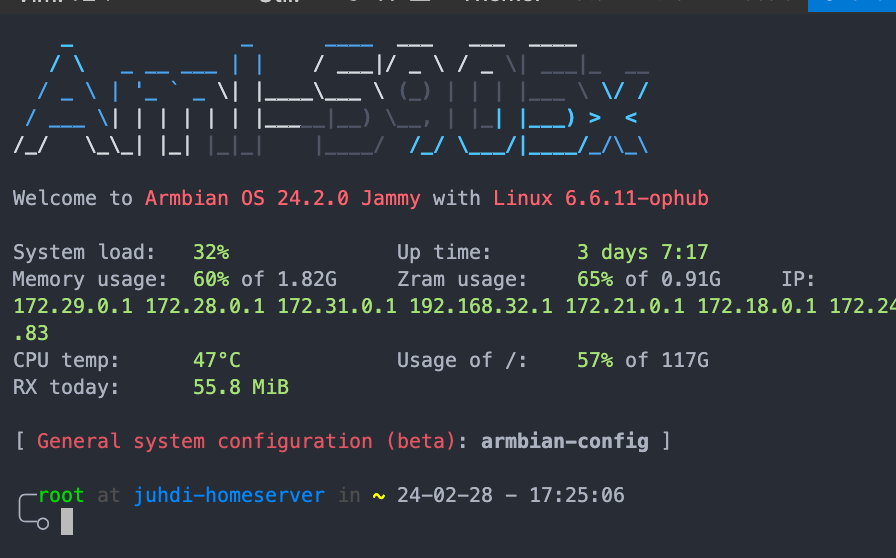 Aml-S905x
Welcome to Armbian OS 24.2.0 Jammy with Linux 6.6.11-ophub
System load: 32% Up time: 3 days 7:17
Memory usage: 60% of 1.82G Zram usage: 65% of 0.91G IP:
172.29.0.1 172.28.0.1 172.31.0.1 192.168.32.1 172.21.0.1 172.18.0.1 172.24
.83
CPU temp: 47°C Usage of /: 57% of 117G
RX today: 55.8 MiB
[ General system configuration (beta): armbian-config ]
root at juhdi-homeserver in ~ 24-02-28 - 17:25:06